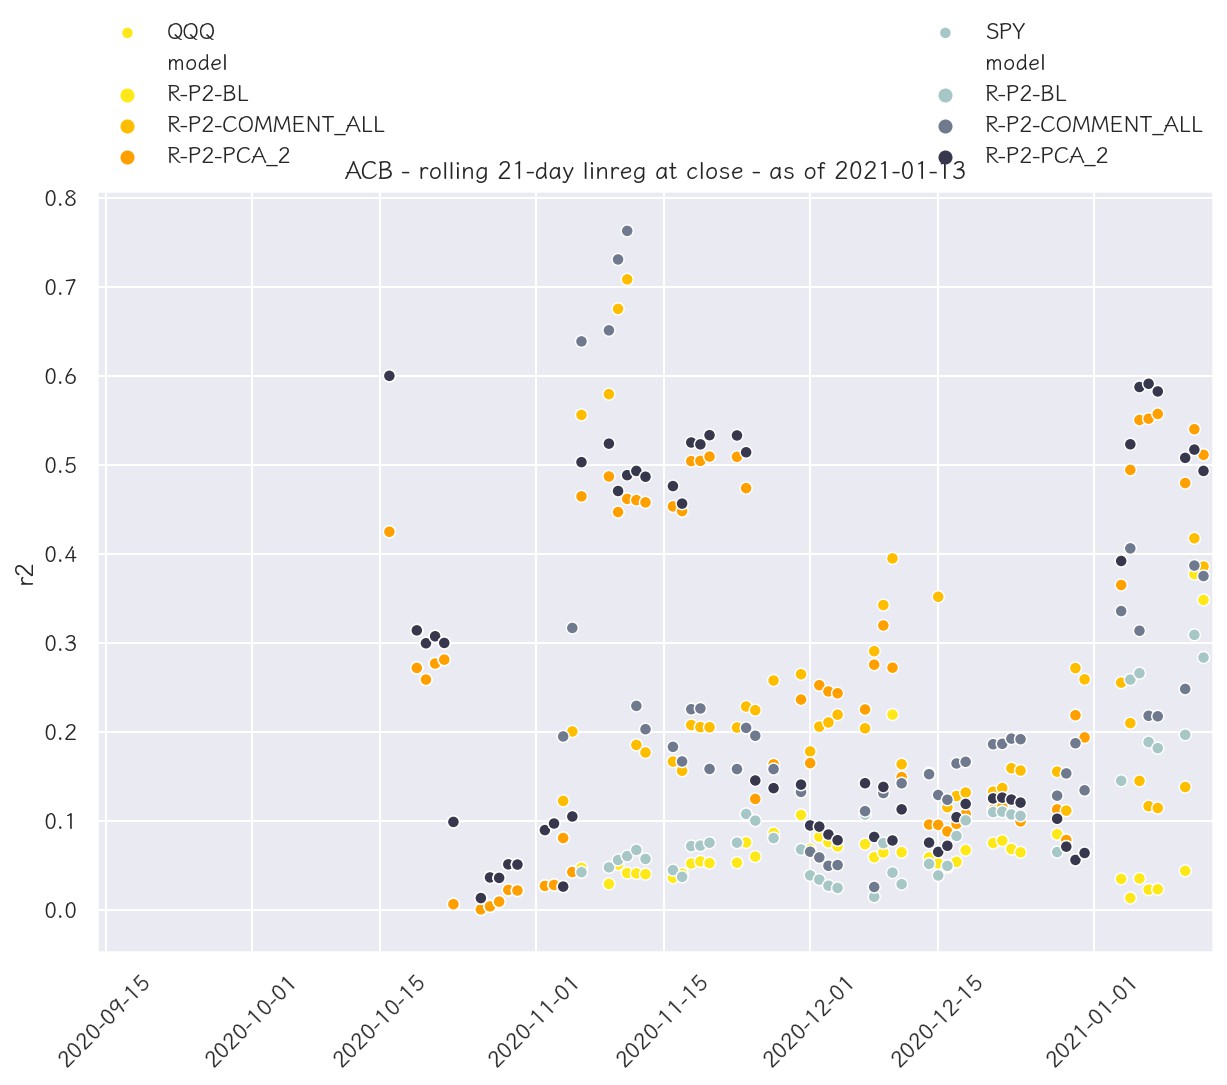 QQQ
model
R-P2-BL
R-P2-COMMENT_ALL
R-P2-PCA_2
SPY
model
R-P2-BL
R-P2-COMMENT_ALL
R-P2-PCA_2
ACB - rolling 21-day linreg at close - as of 2021-01-13
0.8
0.7
0.6
0.5
0.4
0.3
0.2
0.1
0.0
r2
2020-09-15
2020-10-01
2020-10-15
2020-11-01
2020-11-15
2020-12-01
2020-12-15
2021-01-01